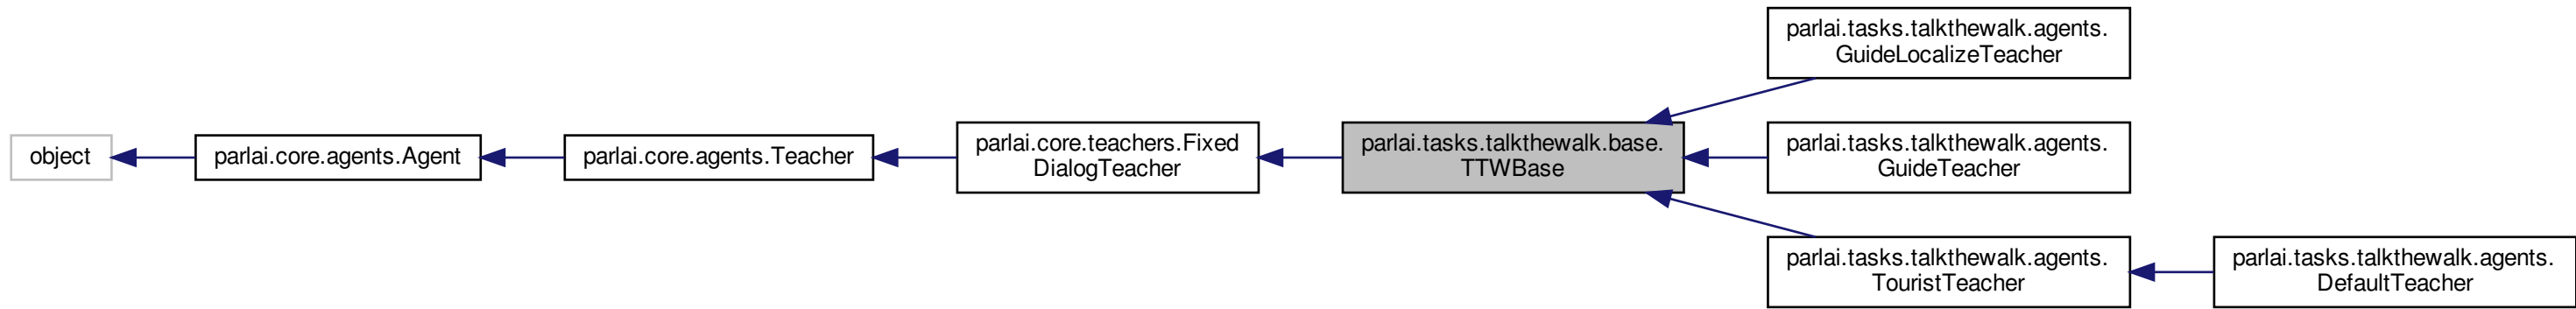 parlai.tasks.talkthewalk.agents.
GuideLocalizeTeacher
object
parlai.core.agents.Agent
parlai.core.agents.Teacher
parlai.core.teachers.Fixed
DialogTeacher
parlai.tasks.talkthewalk.base.
TTWBase
parlai.tasks.talkthewalk.agents.
GuideTeacher
parlai.tasks.talkthewalk.agents.
TouristTeacher
parlai.tasks.talkthewalk.agents.
DefaultTeacher